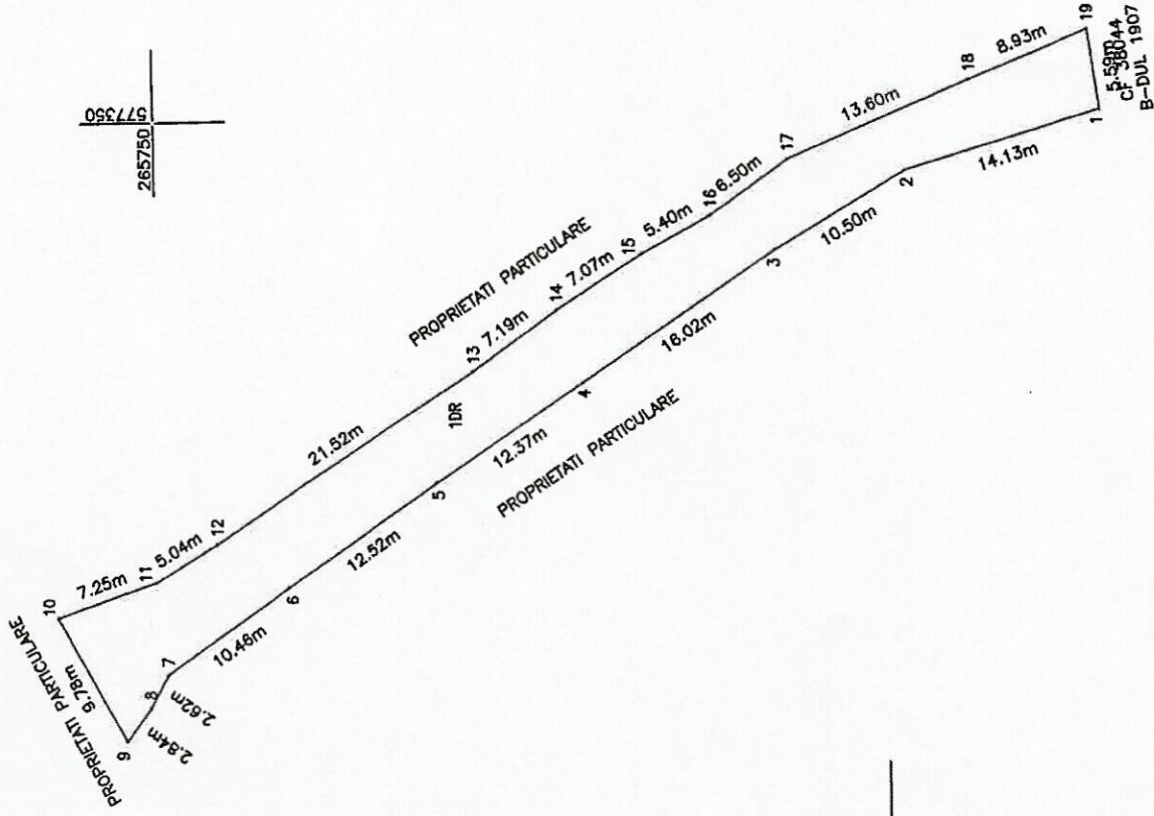 577350
265750
PROPRIETATI PARTICULARE
9.78m
10
7.25m
11
5.04m
12
21.52m
13
7.19m
14
7.07m
15
5.40m
16
6.50m
17
13.60m
18
8.93m
19
5.59m
CF 38044
B-DUL 1907
1
14.13m
2
10.50m
3
16.02m
4
12.37m
5
12.52m
6
10.46m
7
2.62m
8
2.84m
9
1DR
PROPRIETATI PARTICULARE
PROPRIETATI PARTICULARE